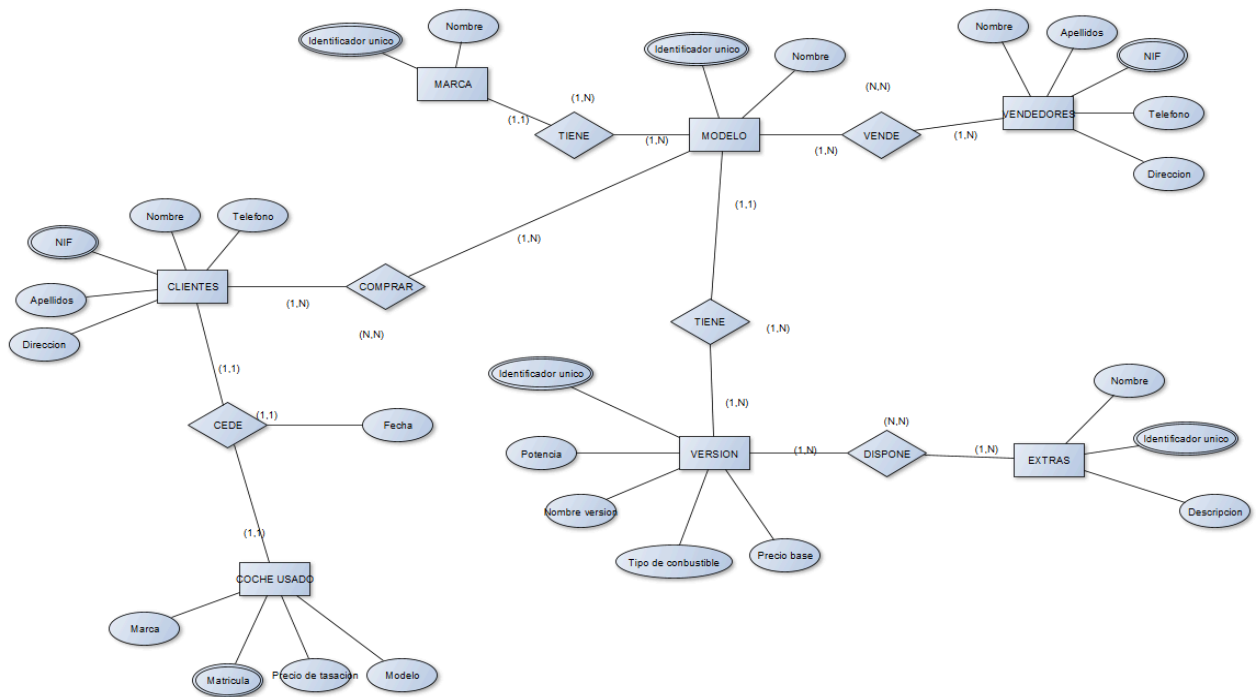 Nombre
Identificador unico
MARCA
(1,1)
(1,N)
TIENE
(1,N)
Identificador unico
Nombre
MODELO
(N,N)
(1,N)
VENDE
(1,N)
Nombre
Apellidos
NIF
VENDEDORES
Telefono
Direccion
(1,1)
(1,N)
Nombre
Telefono
NIF
CLIENTES
Apellidos
Direccion
(1,N)
COMPRAR
(N,N)
TIENE
(1,N)
(1,N)
(1,1)
CEDE
(1,1)
Fecha
(1,1)
COCHE USADO
Marca
Matricula
Precio de tasación
Modelo
Identificador unico
Potencia
VERSION
Nombre version
Tipo de conbustible
Precio base
(N,N)
(1,N)
DISPONE
(1,N)
Nombre
Identificador unico
EXTRAS
Descripcion